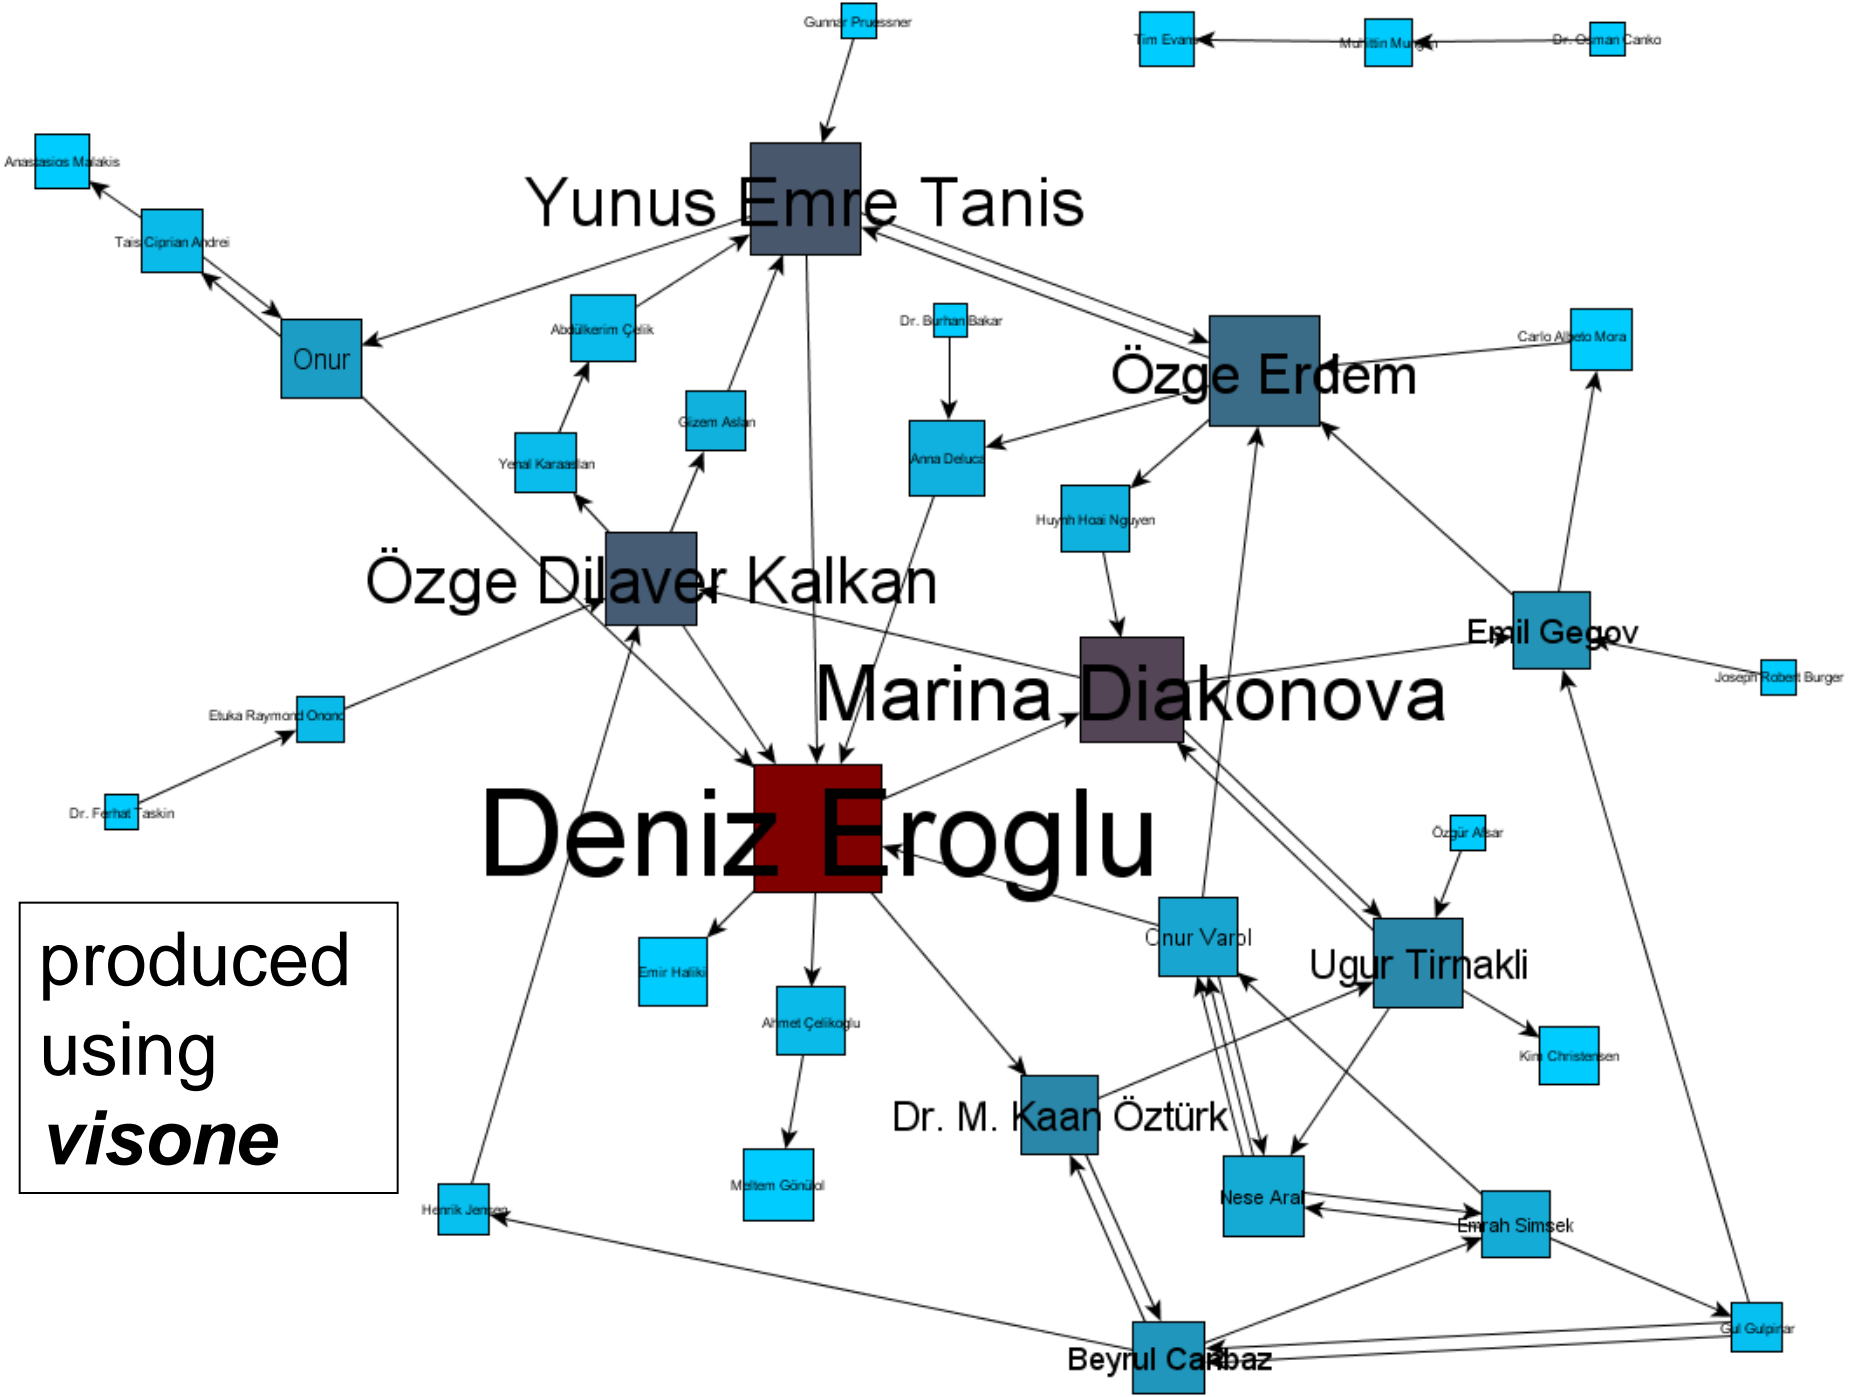 Gunnar Pruessner
Tim Evans
Muhittin Mungan
Dr. Osman Canko
Anastasios Malakis
Yunus Emre Tanis
Tais Ciprian Andrei
Abdülkerim Çelik
Dr. Burhan Bakar
Carlo Albeto Mora
Onur
Özge Erdem
Gizem Aslan
Yenal Karaaslan
Anna Deluca
Huynh Hoai Nguyen
Özge Dilaver Kalkan
Emil Gegov
Joseph Robert Burger
Marina Diakonova
Etuka Raymond Onono
Dr. Ferhat Taskin
Deniz Eroglu
Özgür Afsar
produced
using
visone
Onur Varol
Ugur Tirnakli
Emir Haliki
Ahmet Çelikoglu
Kim Christensen
Dr. M. Kaan Öztürk
Meltem Gönülol
Nese Aral
Henrik Jensen
Emrah Simsek
Gul Gulpinar
Beyrul Canbaz